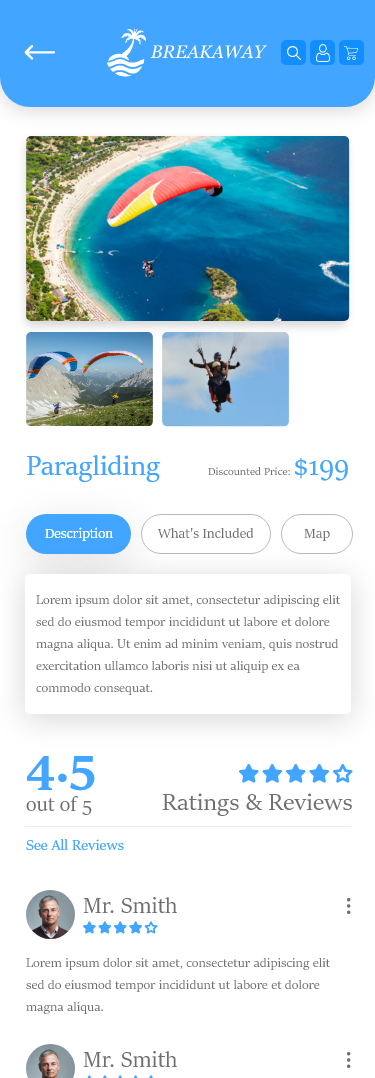 BREAKAWAY
Paragliding
Discounted Price: $199
Description
What's Included
Map
Lorem ipsum dolor sit amet, consectetur adipiscing elit
sed do eiusmod tempor incididunt ut labore et dolore
magna aliqua. Ut enim ad minim veniam, quis nostrud
exercitation ullamco laboris nisi ut aliquip ex ea
commodo consequat.
4.5
out of 5
Ratings & Reviews
See All Reviews
Mr. Smith
Lorem ipsum dolor sit amet, consectetur adipiscing elit
sed do eiusmod tempor incididunt ut labore et dolore
magna aliqua.
Mr. Smith